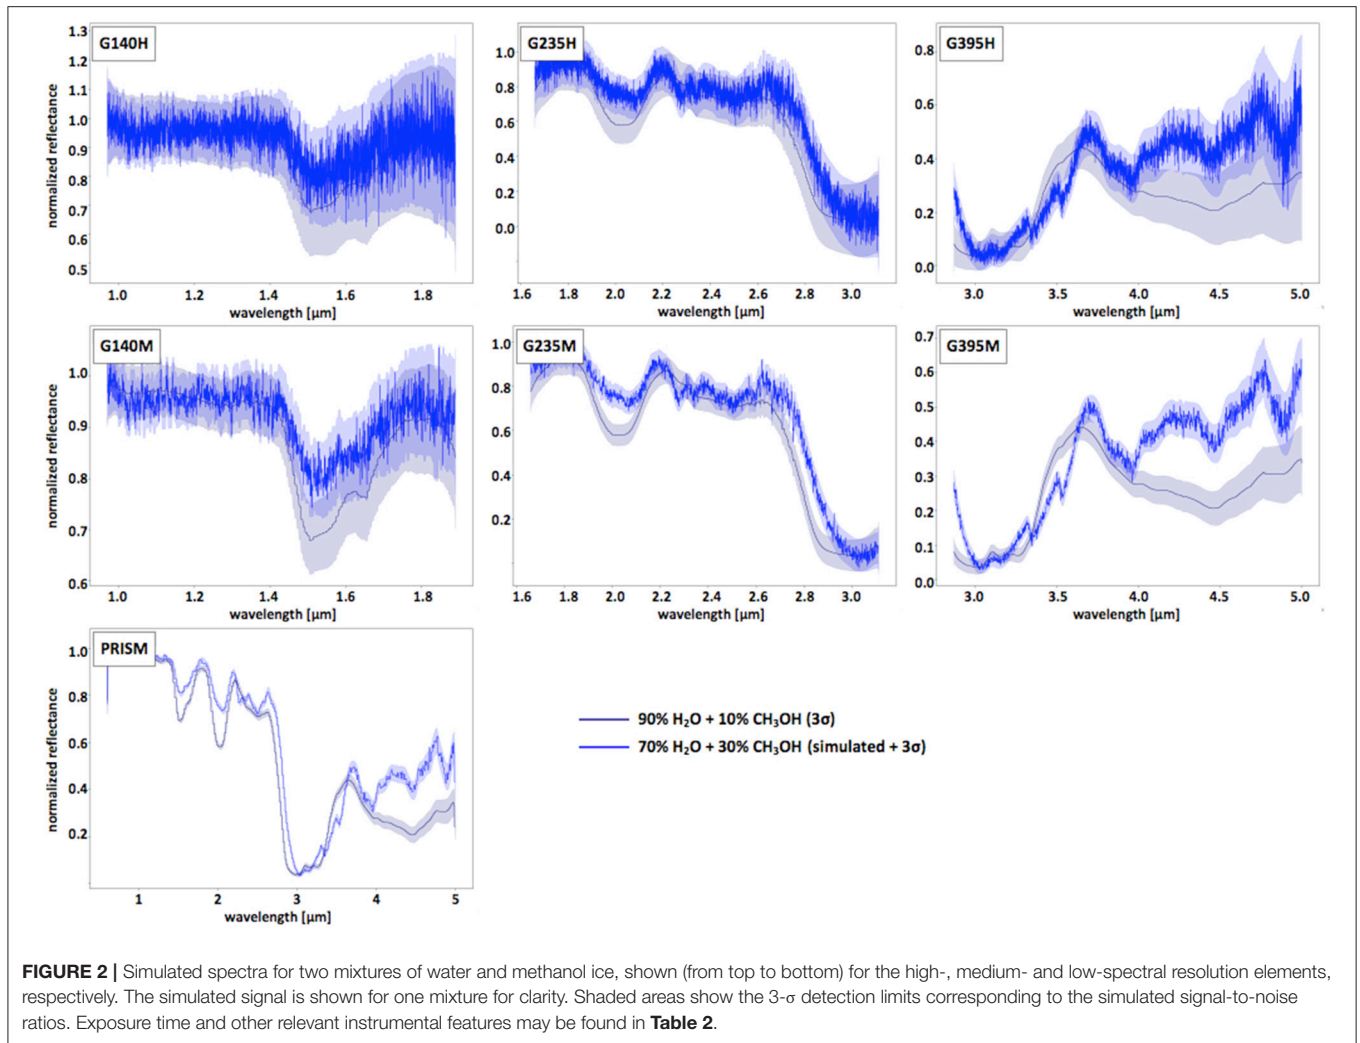 G140H
1.3
1.2
1.1
1.0
0.9
0.8
0.7
0.6
0.5
normalized reflectance
1.0 1.2 1.4 1.6 1.8
wavelength [μm]
G235H
1.0
0.8
0.6
0.4
0.2
0.0
1.6 1.8 2.0 2.2 2.4 2.6 2.8 3.0
wavelength [μm]
G395H
0.8
0.6
0.4
0.2
0.0
3.0 3.5 4.0 4.5 5.0
wavelength [μm]
G140M
1.0
0.9
0.8
0.7
0.6
normalized reflectance
1.0 1.2 1.4 1.6 1.8
wavelength [μm]
G235M
1.0
0.8
0.6
0.4
0.2
1.6 1.8 2.0 2.2 2.4 2.6 2.8 3.0
wavelength [μm]
G395M
0.7
0.6
0.5
0.4
0.3
0.2
0.1
0.0
3.0 3.5 4.0 4.5 5.0
wavelength [μm]
PRISM
1.0
0.8
0.6
0.4
0.2
normalized reflectance
1 2 3 4 5
wavelength [μm]
90% H₂O + 10% CH₃OH (3σ)
70% H₂O + 30% CH₃OH (simulated + 3σ)
FIGURE 2 | Simulated spectra for two mixtures of water and methanol ice, shown (from top to bottom) for the high-, medium- and low-spectral resolution elements,
respectively. The simulated signal is shown for one mixture for clarity. Shaded areas show the 3-σ detection limits corresponding to the simulated signal-to-noise
ratios. Exposure time and other relevant instrumental features may be found in Table 2.